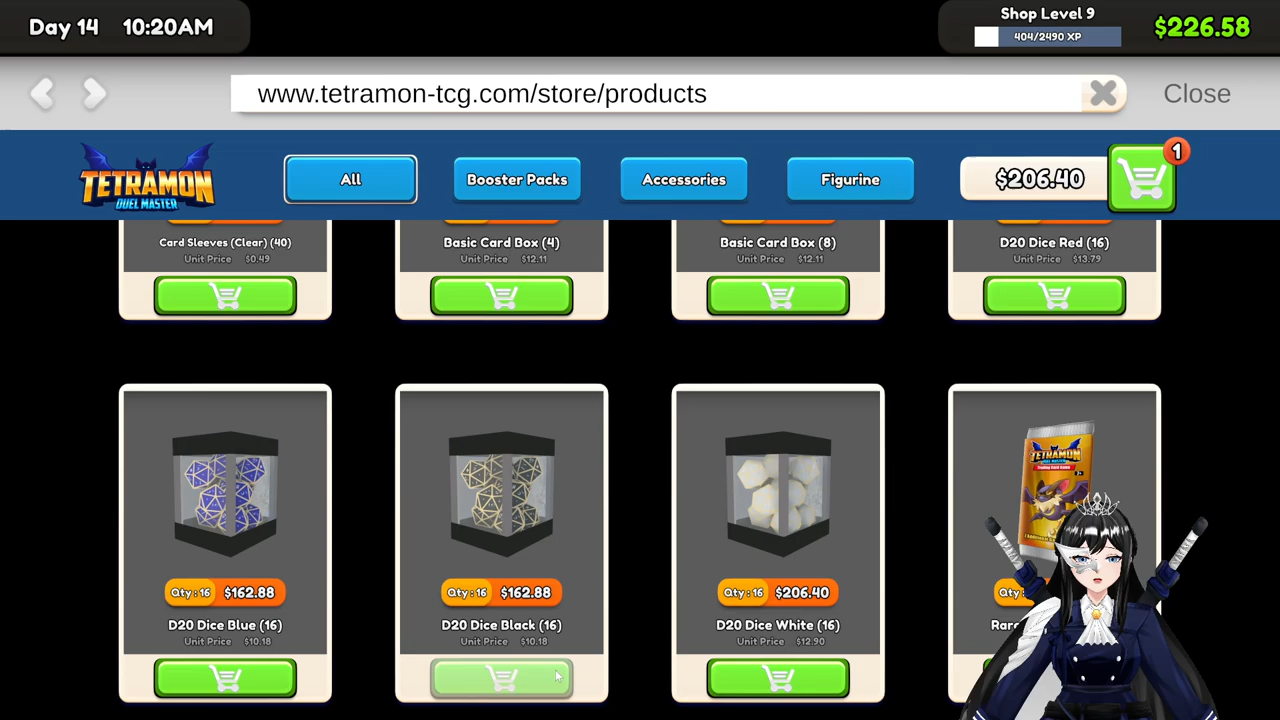 Day 14 10:20AM
Shop Level 9
404/2490 XP
$226.58
www.tetramon-tcg.com/store/products
Close
TETRAMON
DUEL MASTER
All
Booster Packs
Accessories
Figurine
$206.40
1
Card Sleeves (Clear) (40)
Unit Price $0.49
Basic Card Box (4)
Unit Price $12.11
Basic Card Box (8)
Unit Price $12.11
D20 Dice Red (16)
Unit Price $13.79
Qty : 16 $162.88
D20 Dice Blue (16)
Unit Price $10.18
Qty : 16 $162.88
D20 Dice Black (16)
Unit Price $10.18
Qty : 16 $206.40
D20 Dice White (16)
Unit Price $12.90
TETRAMON
Qty
Rare